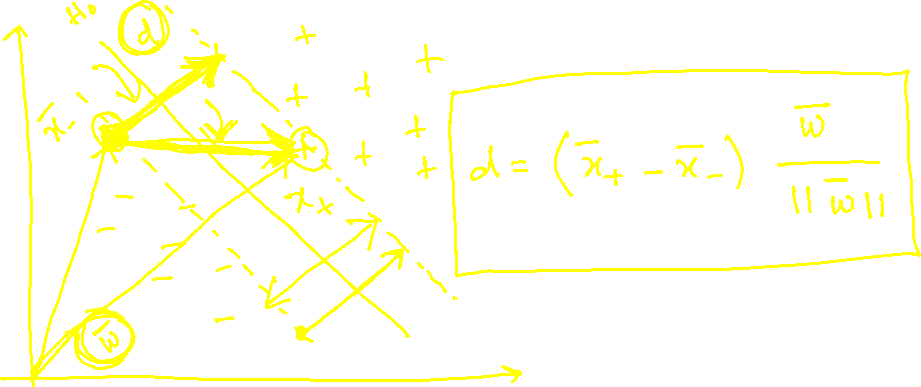 H₀
d
x̄₋
x₊
w̄
d = (x̄₊ - x̄₋) w̄ / ||w̄||